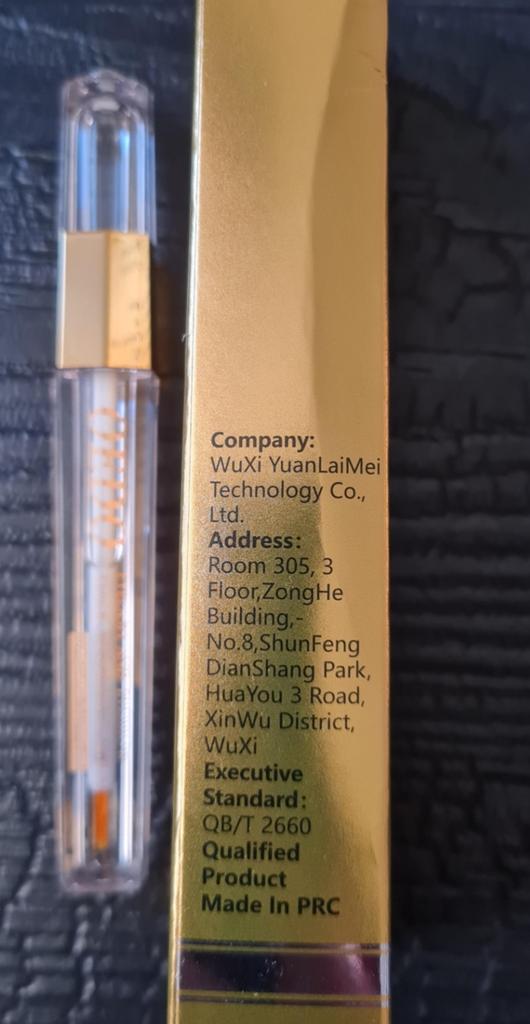 Company:
WuXi YuanLaiMei
Technology Co.,
Ltd.
Address:
Room 305, 3
Floor,ZongHe
Building,-
No.8,ShunFeng
DianShang Park,
HuaYou 3 Road,
XinWu District,
WuXi
Executive
Standard:
QB/T 2660
Qualified
Product
Made In PRC